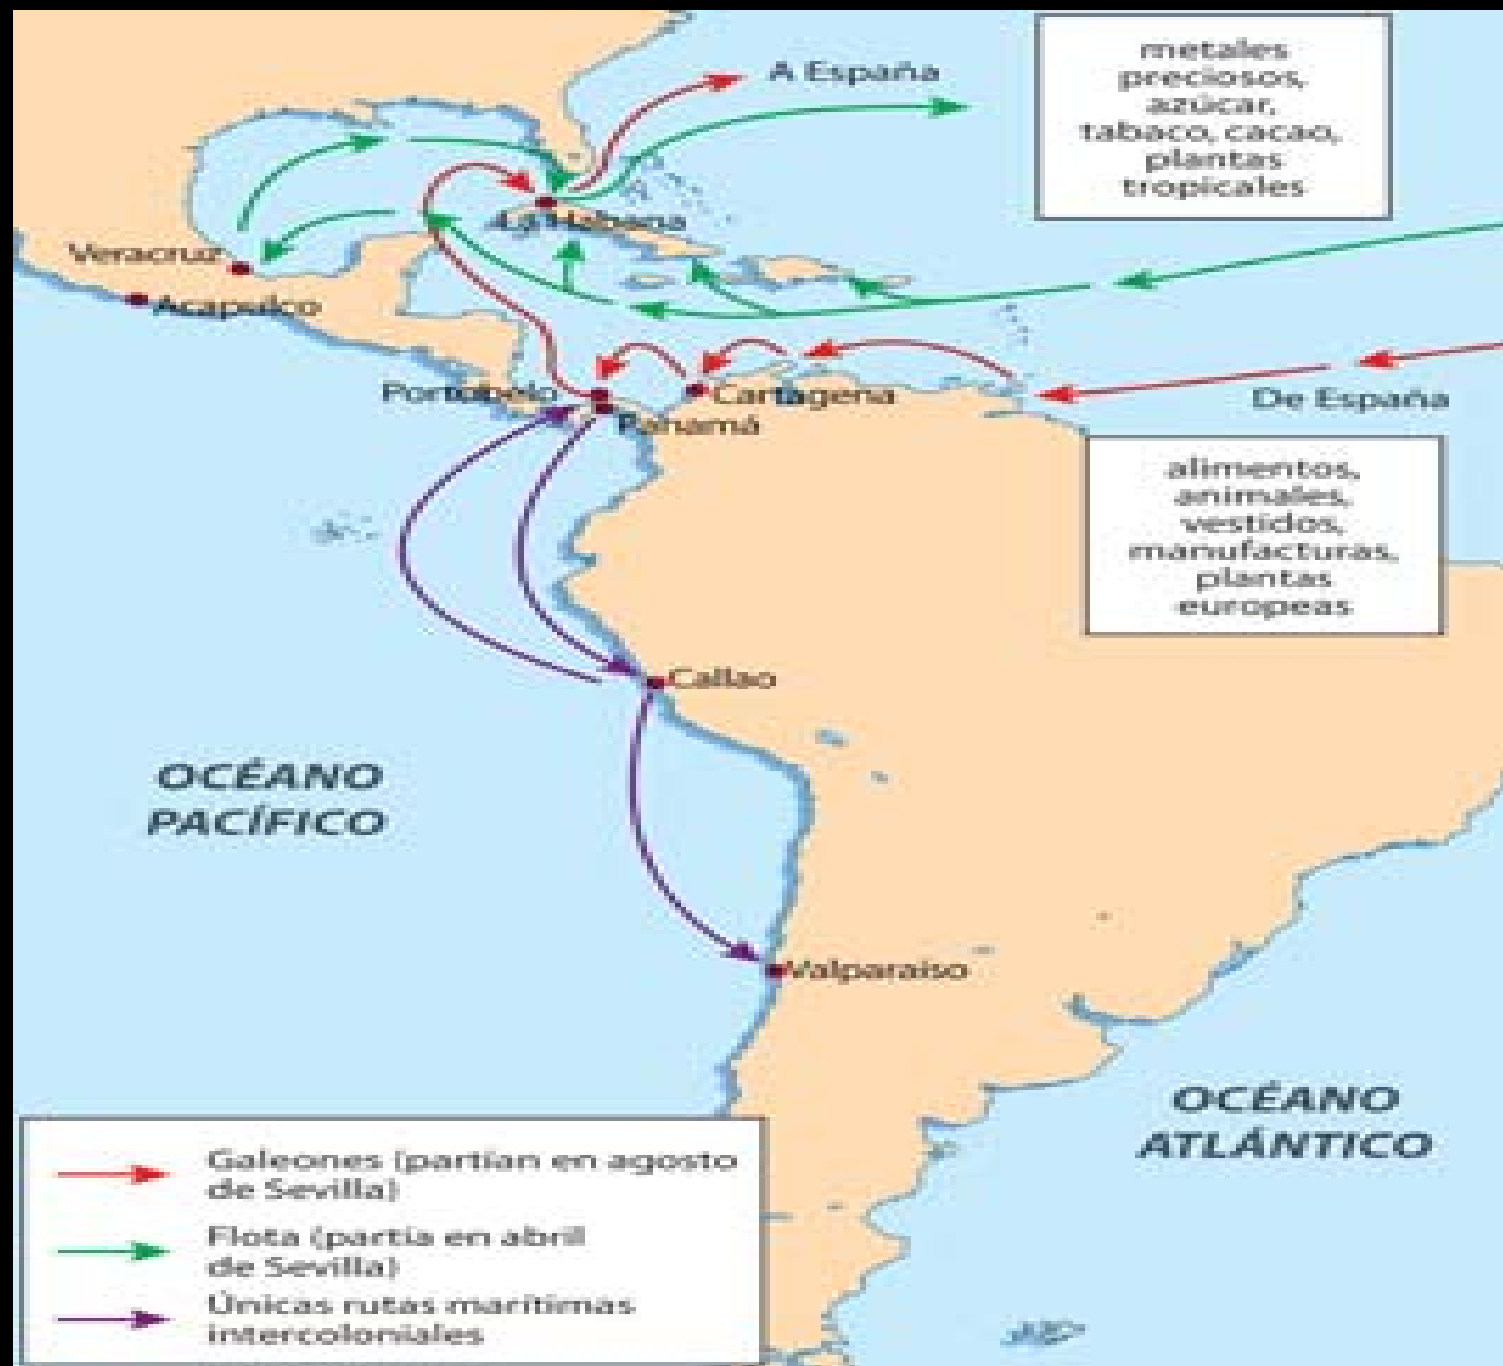 A España
metales
preciosos,
azúcar,
tabaco, cacao,
plantas
tropicales
La Habana
Veracruz
Acapulco
Portobelo
Cartagena
Panamá
De España
alimentos,
animales,
vestidos,
manufacturas,
plantas
europeas
Callao
OCÉANO
PACÍFICO
Valparaíso
OCÉANO
ATLÁNTICO
Galeones (partían en agosto
de Sevilla)
Flota (partía en abril
de Sevilla)
Únicas rutas marítimas
intercoloniales